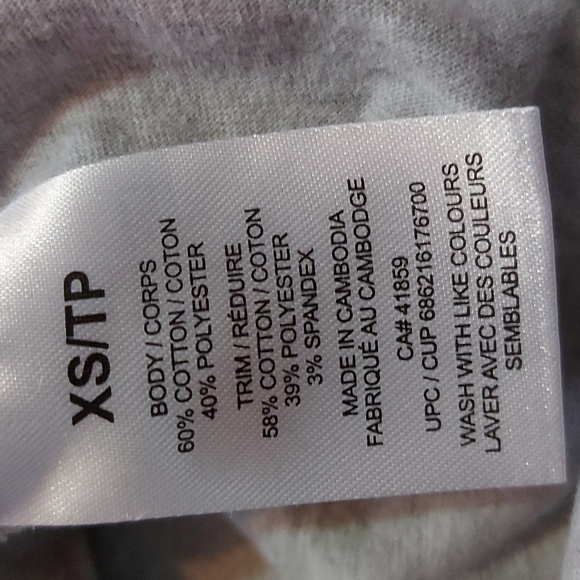 XS/TP
BODY / CORPS
60% COTTON / COTON
40% POLYESTER
TRIM / RÉDUIRE
58% COTTON / COTON
39% POLYESTER
3% SPANDEX
MADE IN CAMBODIA
FABRIQUÉ AU CAMBODGE
CA# 41859
UPC / CUP 686216176700
WASH WITH LIKE COLOURS
LAVER AVEC DES COULEURS
SEMBLABLES